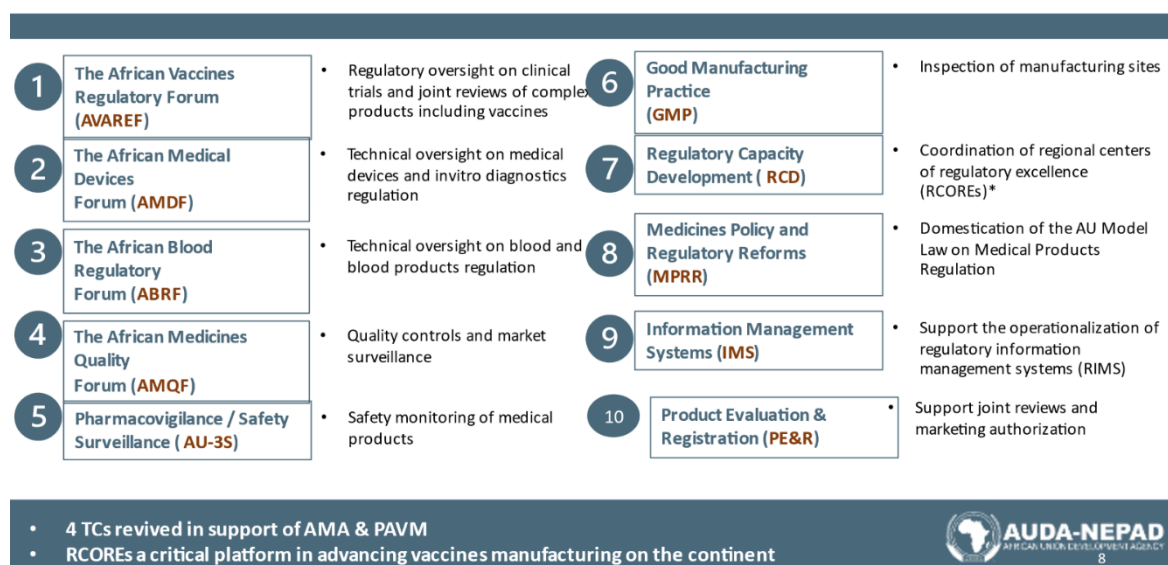 1
The African Vaccines
Regulatory Forum
(AVAREF)
• Regulatory oversight on clinical
trials and joint reviews of complex
products including vaccines
2
The African Medical
Devices
Forum (AMDF)
• Technical oversight on medical
devices and invitro diagnostics
regulation
3
The African Blood
Regulatory
Forum (ABRF)
• Technical oversight on blood and
blood products regulation
4
The African Medicines
Quality
Forum (AMQF)
• Quality controls and market
surveillance
5
Pharmacovigilance / Safety
Surveillance ( AU-3S)
• Safety monitoring of medical
products
6
Good Manufacturing
Practice
(GMP)
• Inspection of manufacturing sites
7
Regulatory Capacity
Development ( RCD)
• Coordination of regional centers
of regulatory excellence
(RCOREs)*
8
Medicines Policy and
Regulatory Reforms
(MPRR)
• Domestication of the AU Model
Law on Medical Products
Regulation
9
Information Management
Systems (IMS)
• Support the operationalization of
regulatory information
management systems (RIMS)
10
Product Evaluation &
Registration (PE&R)
• Support joint reviews and
marketing authorization
• 4 TCs revived in support of AMA & PAVM
• RCOREs a critical platform in advancing vaccines manufacturing on the continent
AUDA-NEPAD
AFRICAN UNION DEVELOPMENT AGENCY
8